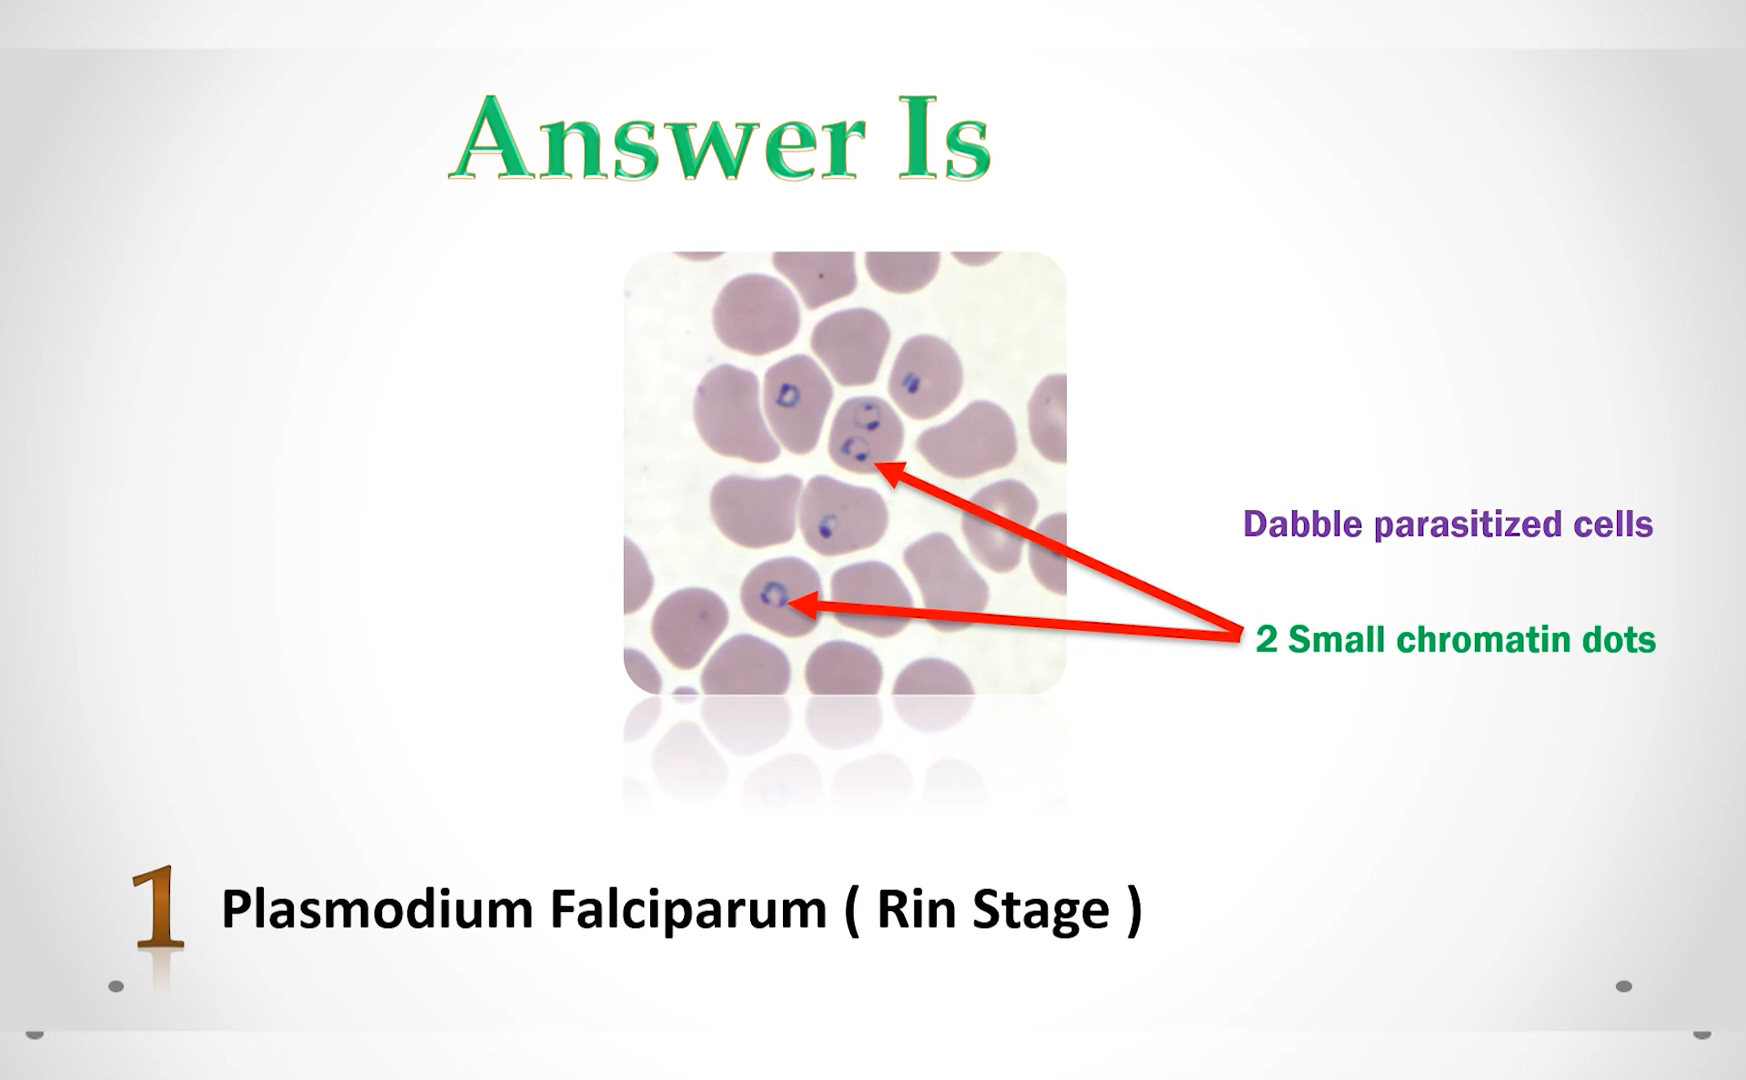 Answer Is
Dabble parasitized cells
2 Small chromatin dots
1 Plasmodium Falciparum ( Rin Stage )